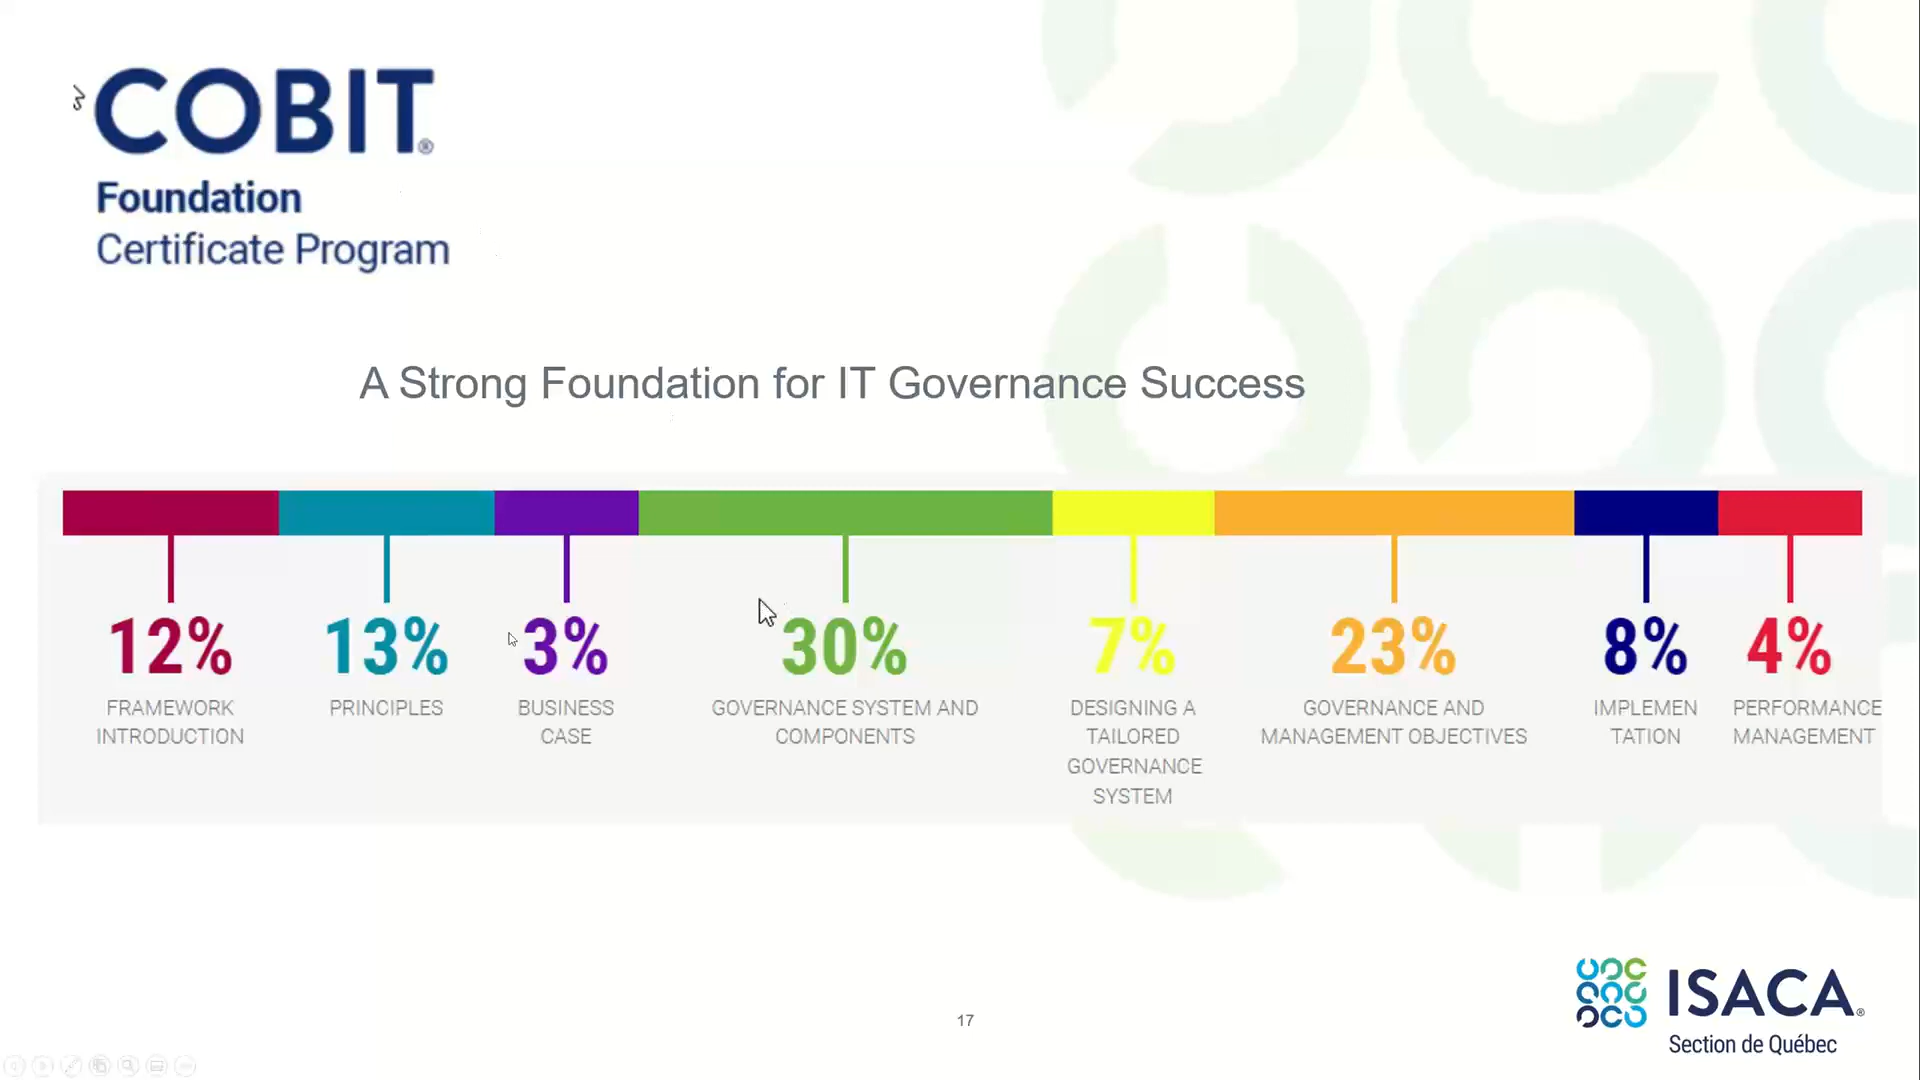 COBIT®
Foundation
Certificate Program
A Strong Foundation for IT Governance Success
12%
FRAMEWORK
INTRODUCTION
13%
PRINCIPLES
3%
BUSINESS
CASE
30%
GOVERNANCE SYSTEM AND
COMPONENTS
7%
DESIGNING A
TAILORED
GOVERNANCE
SYSTEM
23%
GOVERNANCE AND
MANAGEMENT OBJECTIVES
8%
IMPLEMEN
TATION
4%
PERFORMANCE
MANAGEMENT
17
ISACA®
Section de Québec